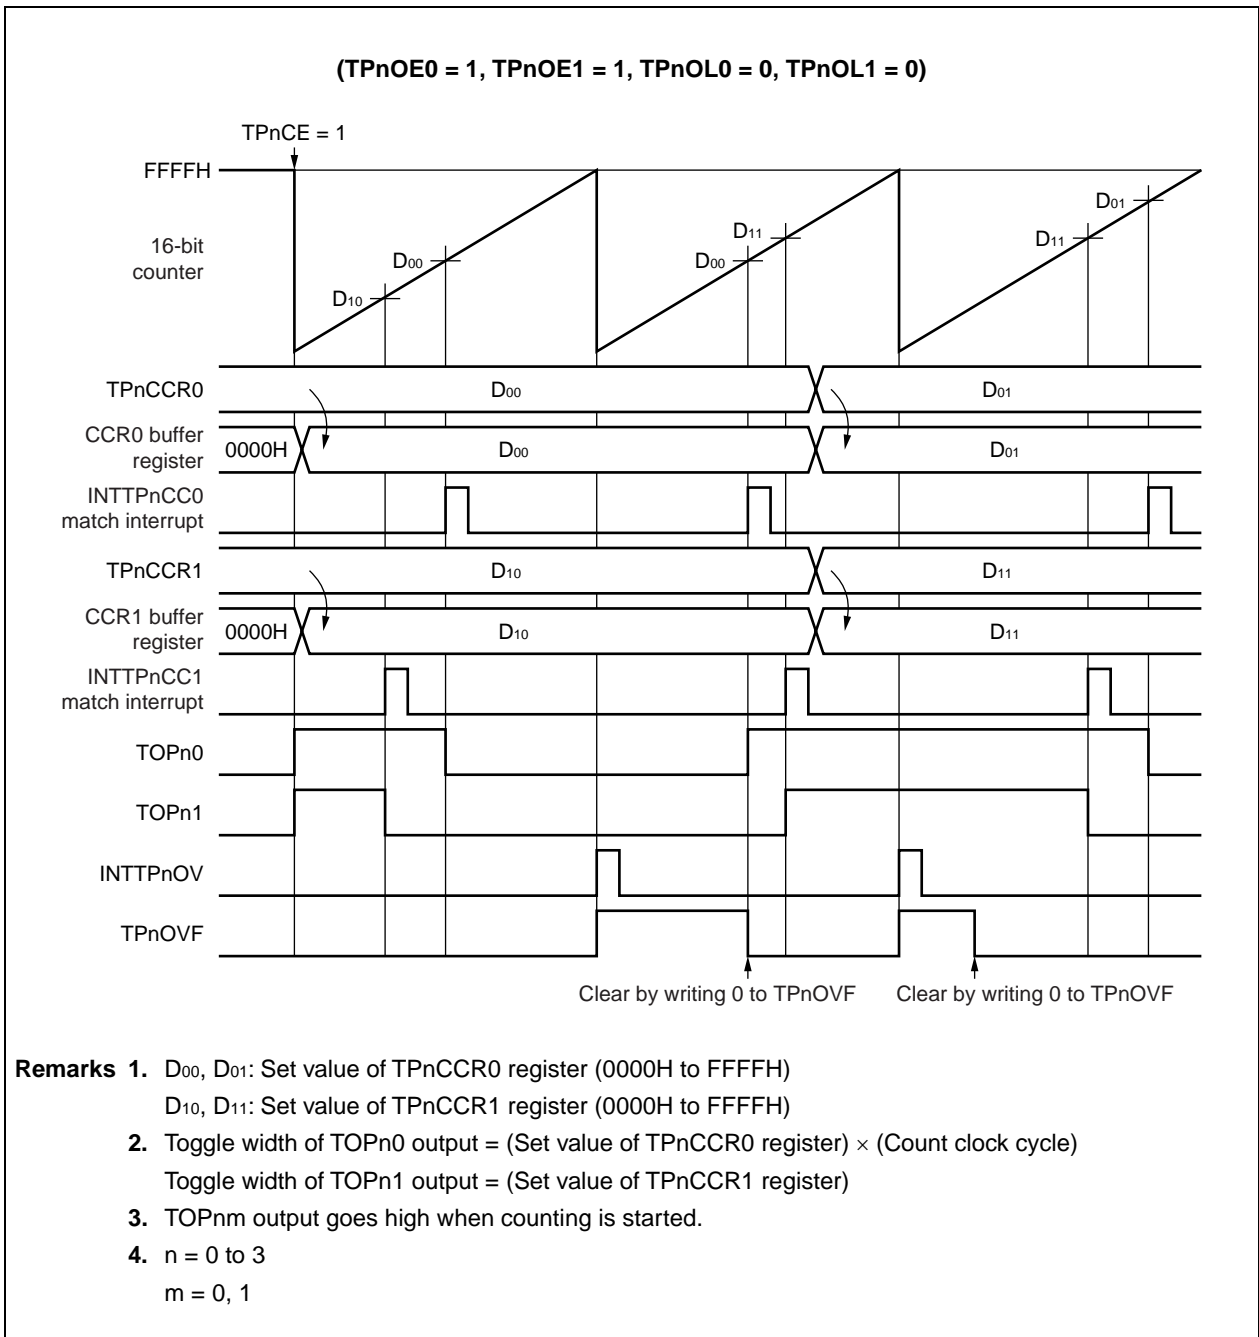 (TPnOE0 = 1, TPnOE1 = 1, TPnOL0 = 0, TPnOL1 = 0)
TPnCE = 1
FFFFH
16-bit
counter
D10
D00
D00
D11
D11
D01
TPnCCR0
D00
D01
CCR0 buffer
register
0000H
D00
D01
INTTPnCC0
match interrupt
TPnCCR1
D10
D11
CCR1 buffer
register
0000H
D10
D11
INTTPnCC1
match interrupt
TOPn0
TOPn1
INTTPnOV
TPnOVF
Clear by writing 0 to TPnOVF
Clear by writing 0 to TPnOVF
Remarks 1. D00, D01: Set value of TPnCCR0 register (0000H to FFFFH)
D10, D11: Set value of TPnCCR1 register (0000H to FFFFH)
2. Toggle width of TOPn0 output = (Set value of TPnCCR0 register) × (Count clock cycle)
Toggle width of TOPn1 output = (Set value of TPnCCR1 register)
3. TOPnm output goes high when counting is started.
4. n = 0 to 3
m = 0, 1